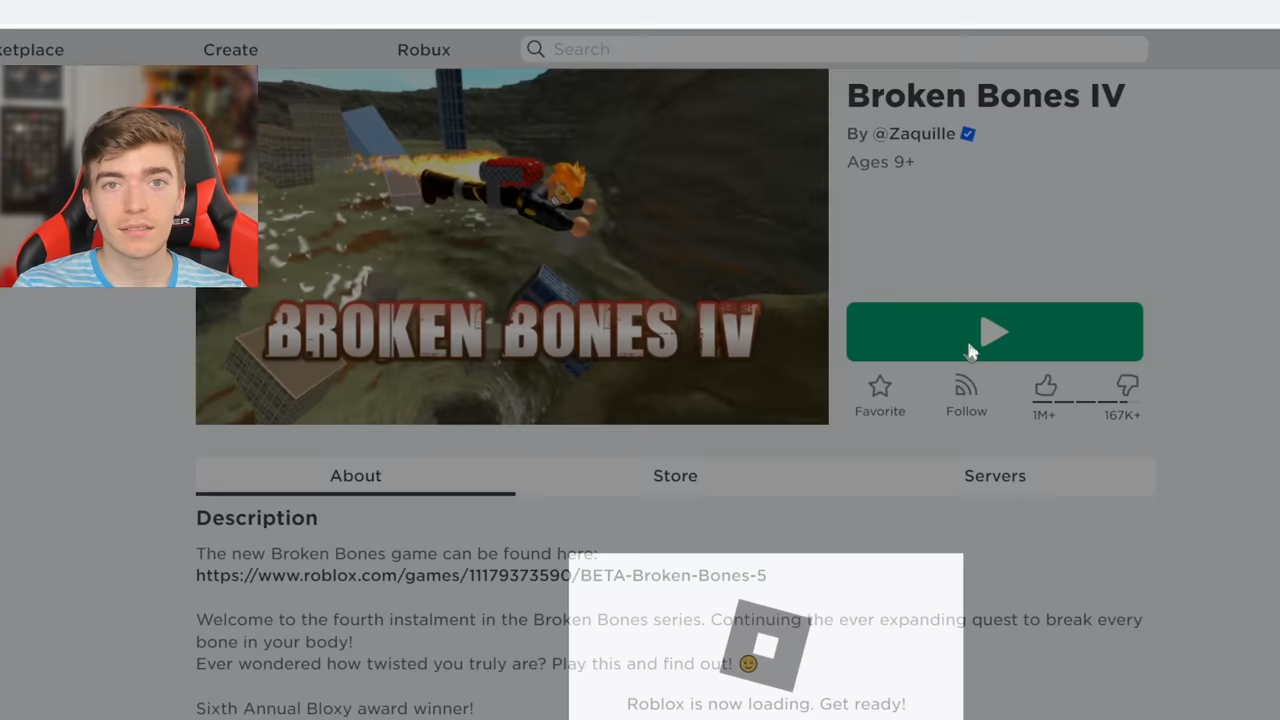 ketplace
Create
Robux
Search
ER
BROKEN BONES IV
Broken Bones IV
By @Zaquille
Ages 9+
Favorite
Follow
1M+
167K+
About
Store
Servers
Description
The new Broken Bones game can be found here:
https://www.roblox.com/games/11179373590/BETA-Broken-Bones-5
Welcome to the fourth instalment in the Broken Bones series. Continuing the ever expanding quest to break every
bone in your body!
Ever wondered how twisted you truly are? Play this and find out! 😉
Sixth Annual Bloxy award winner!
Roblox is now loading. Get ready!